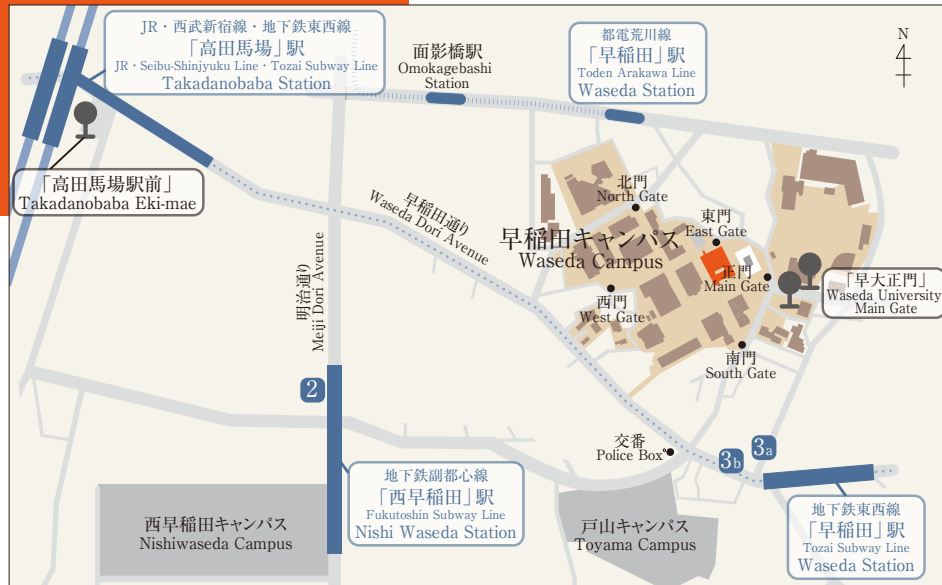 JR・西武新宿線・地下鉄東西線
「高田馬場」駅
JR・Seibu-Shinjyuku Line・Tozai Subway Line
Takadanobaba Station
面影橋駅
Omokagebashi
Station
都電荒川線
「早稲田」駅
Toden Arakawa Line
Waseda Station
N
4
「高田馬場駅前」
Takadanobaba Eki-mae
早稲田通り
Waseda Dori Avenue
明治通り
Meiji Dori Avenue
北門
North Gate
東門
East Gate
早稲田キャンパス
Waseda Campus
正門
Main Gate
西門
West Gate
「早大正門」
Waseda University
Main Gate
南門
South Gate
2
交番
Police Box
3b
3a
地下鉄副都心線
「西早稲田」駅
Fukutoshin Subway Line
Nishi Waseda Station
西早稲田キャンパス
Nishiwaseda Campus
戸山キャンパス
Toyama Campus
地下鉄東西線
「早稲田」駅
Tozai Subway Line
Waseda Station